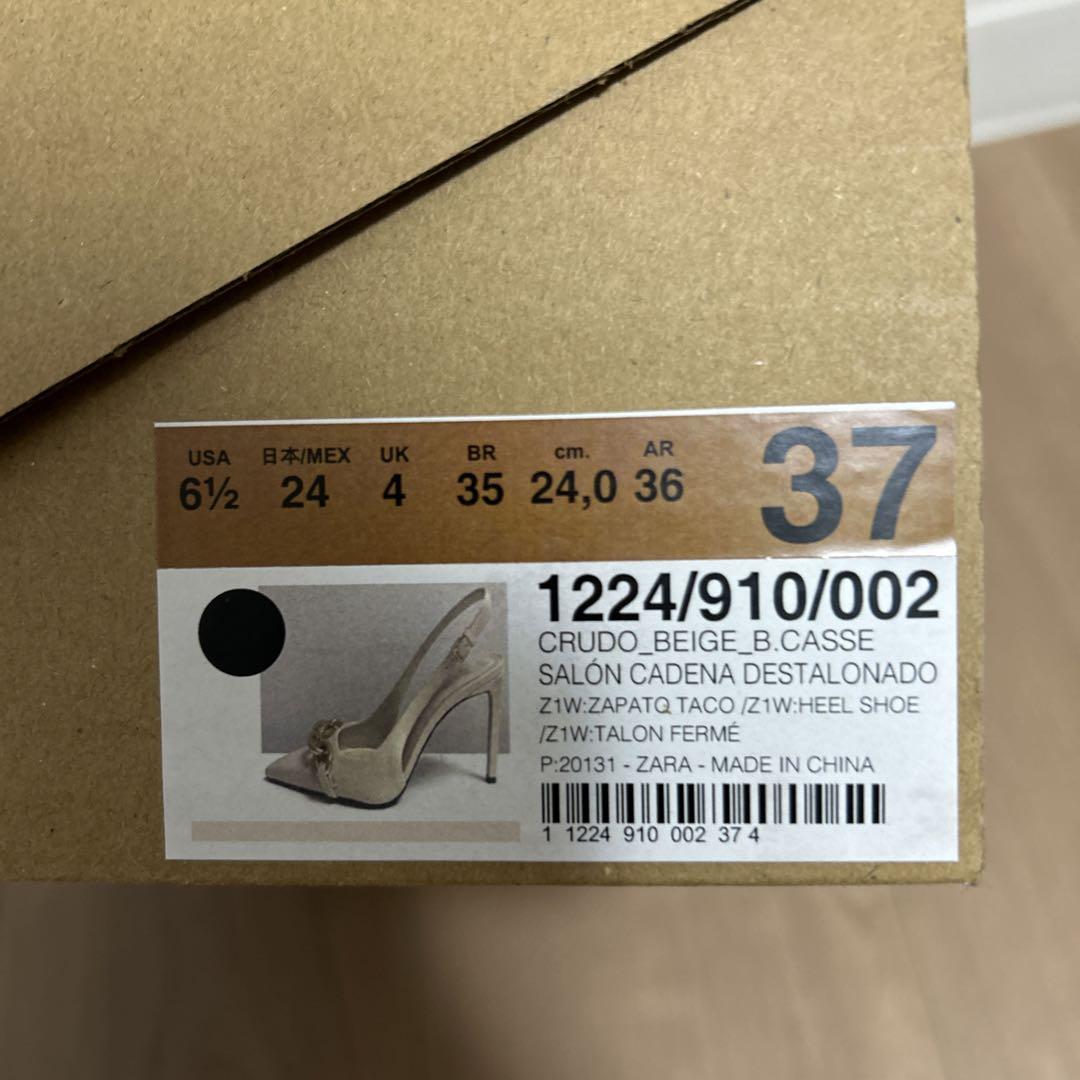 USA 日本/MEX UK BR cm. AR
6½ 24 4 35 24,0 36 37
1224/910/002
CRUDO_BEIGE_B.CASSE
SALÓN CADENA DESTALONADO
Z1W:ZAPATO TACO /Z1W:HEEL SHOE
/Z1W:TALON FERMÉ
P:20131 - ZARA - MADE IN CHINA
1 1224 910 002 37 4